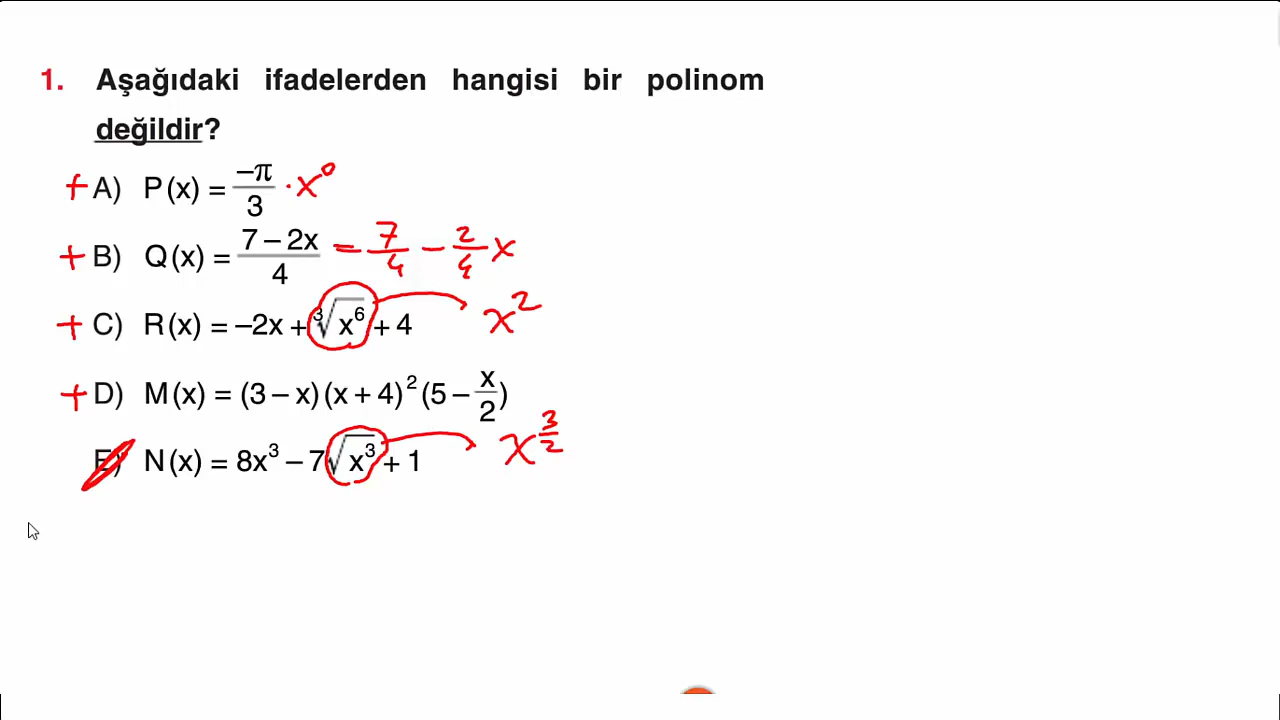 1. Aşağıdaki ifadelerden hangisi bir polinom
değildir?
+ A) P(x) = −π/3 · x⁰
+ B) Q(x) = (7 – 2x)/4 = 7/4 – 2/4 x
+ C) R(x) = –2x + ³√x⁶ + 4 x²
+ D) M(x) = (3 – x)(x + 4)²(5 – x/2)
E) N(x) = 8x³ – 7√x³ + 1 x^3/2